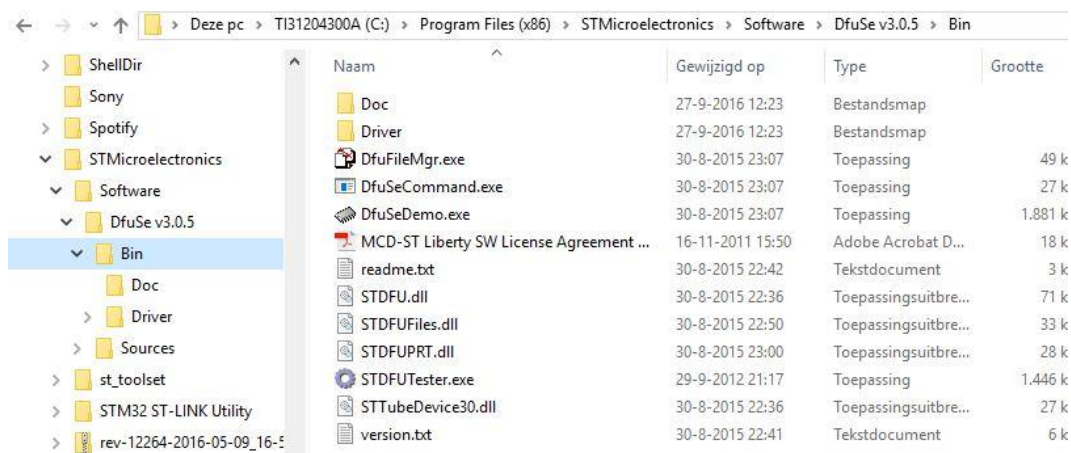 Deze pc > TI31204300A (C:) > Program Files (x86) > STMicroelectronics > Software > DfuSe v3.0.5 > Bin
ShellDir
Sony
Spotify
STMicroelectronics
Software
DfuSe v3.0.5
Bin
Doc
Driver
Sources
st_toolset
STM32 ST-LINK Utility
rev-12264-2016-05-09_16-5
Naam Gewijzigd op Type Grootte
Doc 27-9-2016 12:23 Bestandsmap
Driver 27-9-2016 12:23 Bestandsmap
DfuFileMgr.exe 30-8-2015 23:07 Toepassing 49 k
DfuSeCommand.exe 30-8-2015 23:07 Toepassing 27 k
DfuSeDemo.exe 30-8-2015 23:07 Toepassing 1.881 k
MCD-ST Liberty SW License Agreement ... 16-11-2011 15:50 Adobe Acrobat D... 18 k
readme.txt 30-8-2015 22:42 Tekstdocument 3 k
STDFU.dll 30-8-2015 22:36 Toepassingsuitbre... 71 k
STDFUFiles.dll 30-8-2015 22:50 Toepassingsuitbre... 33 k
STDFUPRT.dll 30-8-2015 23:00 Toepassingsuitbre... 28 k
STDFUTester.exe 29-9-2012 21:17 Toepassing 1.446 k
STTubeDevice30.dll 30-8-2015 22:36 Toepassingsuitbre... 27 k
version.txt 30-8-2015 22:41 Tekstdocument 6 k